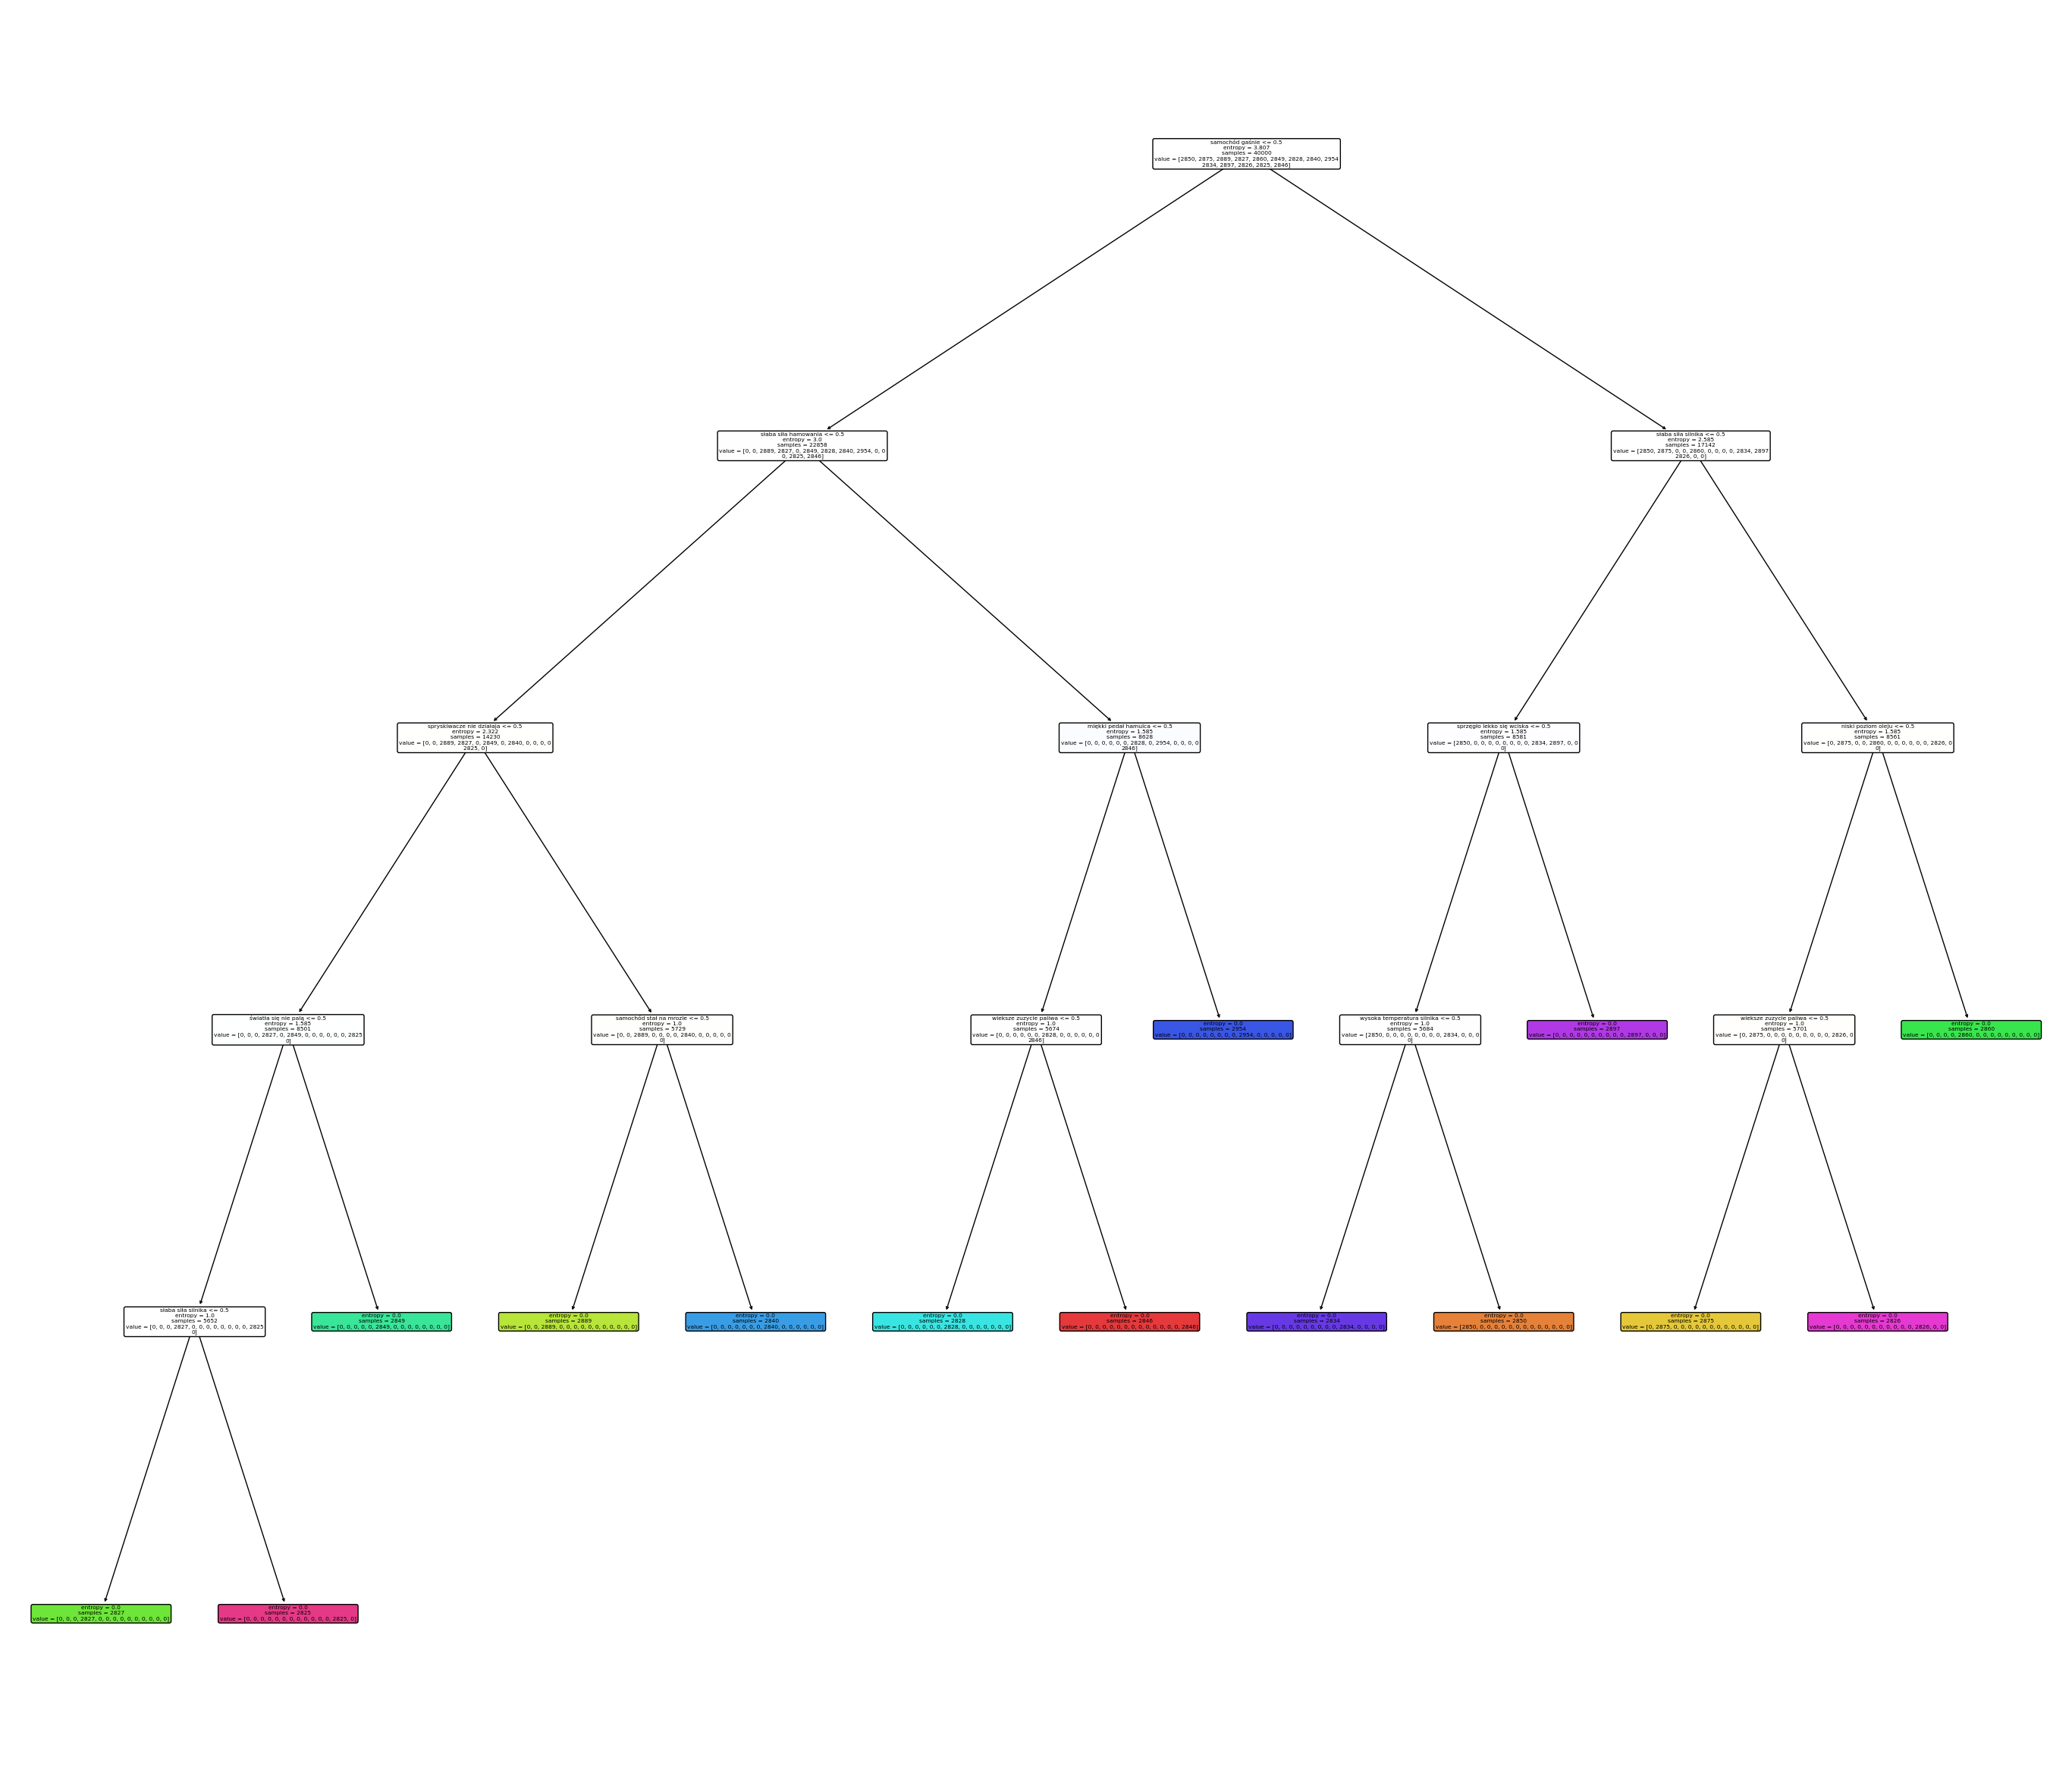 samochód gaśnie <= 0.5
entropy = 3.807
samples = 40000
value = [2850, 2875, 2889, 2827, 2860, 2849, 2828, 2840, 2954
2834, 2897, 2826, 2825, 2846]
słaba siła hamowania <= 0.5
entropy = 3.0
samples = 22858
value = [0, 0, 2889, 2827, 0, 2849, 2828, 2840, 2954, 0, 0
0, 2825, 2846]
słaba siła silnika <= 0.5
entropy = 2.585
samples = 17142
value = [2850, 2875, 0, 0, 2860, 0, 0, 0, 0, 2834, 2897
2826, 0, 0]
spryskiwacze nie działają <= 0.5
entropy = 2.322
samples = 14230
value = [0, 0, 2889, 2827, 0, 2849, 0, 2840, 0, 0, 0, 0
2825, 0]
miękki pedał hamulca <= 0.5
entropy = 1.585
samples = 8628
value = [0, 0, 0, 0, 0, 0, 2828, 0, 2954, 0, 0, 0, 0
2846]
sprzęgło lekko się wciska <= 0.5
entropy = 1.585
samples = 8581
value = [2850, 0, 0, 0, 0, 0, 0, 0, 0, 2834, 2897, 0, 0
0]
niski poziom oleju <= 0.5
entropy = 1.585
samples = 8561
value = [0, 2875, 0, 0, 2860, 0, 0, 0, 0, 0, 0, 2826, 0
0]
światła się nie palą <= 0.5
entropy = 1.585
samples = 8501
value = [0, 0, 0, 2827, 0, 2849, 0, 0, 0, 0, 0, 0, 2825
0]
samochód stał na mrozie <= 0.5
entropy = 1.0
samples = 5729
value = [0, 0, 2889, 0, 0, 0, 0, 2840, 0, 0, 0, 0, 0
0]
wieksze zuzycie paliwa <= 0.5
entropy = 1.0
samples = 5674
value = [0, 0, 0, 0, 0, 0, 2828, 0, 0, 0, 0, 0, 0
2846]
entropy = 0.0
samples = 2954
value = [0, 0, 0, 0, 0, 0, 0, 0, 2954, 0, 0, 0, 0, 0]
wysoka temperatura silnika <= 0.5
entropy = 1.0
samples = 5684
value = [2850, 0, 0, 0, 0, 0, 0, 0, 0, 2834, 0, 0, 0
0]
entropy = 0.0
samples = 2897
value = [0, 0, 0, 0, 0, 0, 0, 0, 0, 0, 2897, 0, 0, 0]
wieksze zuzycie paliwa <= 0.5
entropy = 1.0
samples = 5701
value = [0, 2875, 0, 0, 0, 0, 0, 0, 0, 0, 0, 2826, 0
0]
entropy = 0.0
samples = 2860
value = [0, 0, 0, 0, 2860, 0, 0, 0, 0, 0, 0, 0, 0, 0]
słaba siła silnika <= 0.5
entropy = 1.0
samples = 5652
value = [0, 0, 0, 2827, 0, 0, 0, 0, 0, 0, 0, 0, 2825
0]
entropy = 0.0
samples = 2849
value = [0, 0, 0, 0, 0, 2849, 0, 0, 0, 0, 0, 0, 0, 0]
entropy = 0.0
samples = 2889
value = [0, 0, 2889, 0, 0, 0, 0, 0, 0, 0, 0, 0, 0, 0]
entropy = 0.0
samples = 2840
value = [0, 0, 0, 0, 0, 0, 0, 2840, 0, 0, 0, 0, 0, 0]
entropy = 0.0
samples = 2828
value = [0, 0, 0, 0, 0, 0, 2828, 0, 0, 0, 0, 0, 0, 0]
entropy = 0.0
samples = 2846
value = [0, 0, 0, 0, 0, 0, 0, 0, 0, 0, 0, 0, 0, 2846]
entropy = 0.0
samples = 2834
value = [0, 0, 0, 0, 0, 0, 0, 0, 0, 2834, 0, 0, 0, 0]
entropy = 0.0
samples = 2850
value = [2850, 0, 0, 0, 0, 0, 0, 0, 0, 0, 0, 0, 0, 0]
entropy = 0.0
samples = 2875
value = [0, 2875, 0, 0, 0, 0, 0, 0, 0, 0, 0, 0, 0, 0]
entropy = 0.0
samples = 2826
value = [0, 0, 0, 0, 0, 0, 0, 0, 0, 0, 0, 2826, 0, 0]
entropy = 0.0
samples = 2827
value = [0, 0, 0, 2827, 0, 0, 0, 0, 0, 0, 0, 0, 0, 0]
entropy = 0.0
samples = 2825
value = [0, 0, 0, 0, 0, 0, 0, 0, 0, 0, 0, 0, 2825, 0]